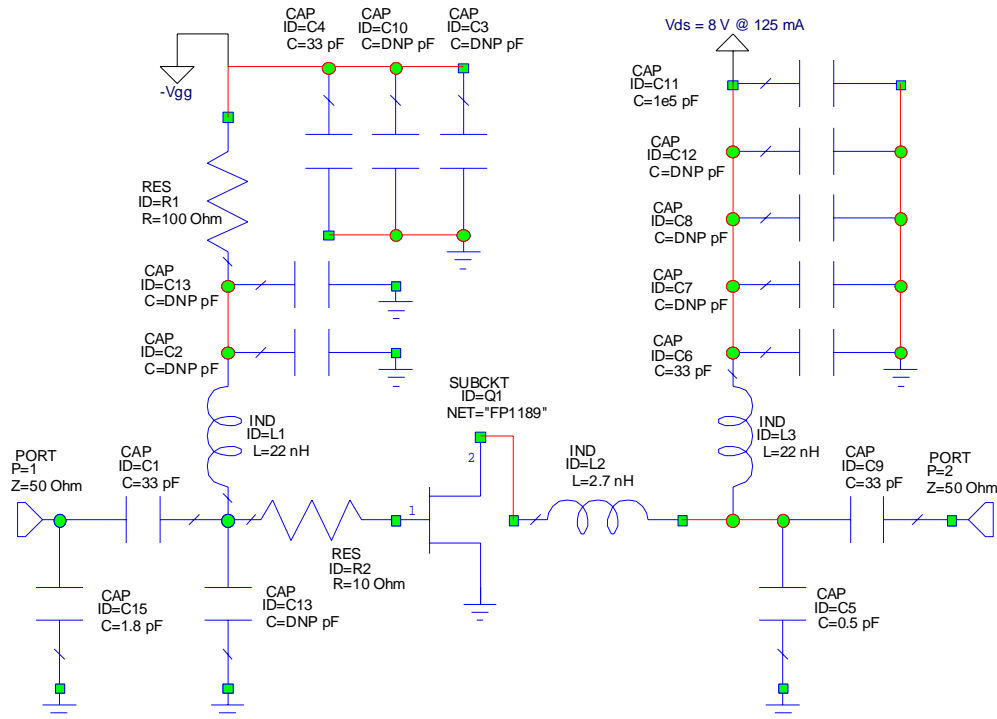 CAP
ID=C4
C=33 pF
CAP
ID=C10
C=DNP pF
CAP
ID=C3
C=DNP pF
Vds = 8 V @ 125 mA
-Vgg
CAP
ID=C11
C=1e5 pF
CAP
ID=C12
C=DNP pF
RES
ID=R1
R=100 Ohm
CAP
ID=C8
C=DNP pF
CAP
ID=C13
C=DNP pF
CAP
ID=C7
C=DNP pF
CAP
ID=C2
C=DNP pF
CAP
ID=C6
C=33 pF
SUBCKT
ID=Q1
NET="FP1189"
IND
ID=L1
L=22 nH
IND
ID=L3
L=22 nH
PORT
P=1
Z=50 Ohm
CAP
ID=C1
C=33 pF
2
IND
ID=L2
L=2.7 nH
CAP
ID=C9
C=33 pF
PORT
P=2
Z=50 Ohm
1
RES
ID=R2
R=10 Ohm
CAP
ID=C15
C=1.8 pF
CAP
ID=C13
C=DNP pF
CAP
ID=C5
C=0.5 pF